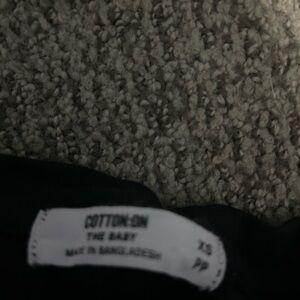 COTTON:ON
THE BABY
MADE IN BANGLADESH
XS
PP